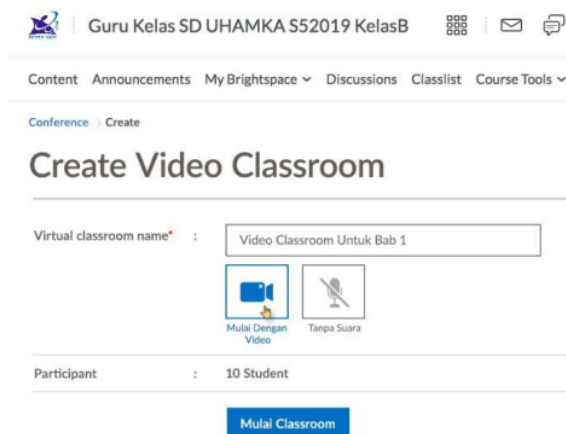 Guru Kelas SD UHAMKA S52019 KelasB
Content Announcements My Brightspace Discussions Classlist Course Tools
Conference Create
Create Video Classroom
Virtual classroom name* : Video Classroom Untuk Bab 1
Mulai Dengan Video Tanpa Suara
Participant : 10 Student
Mulai Classroom